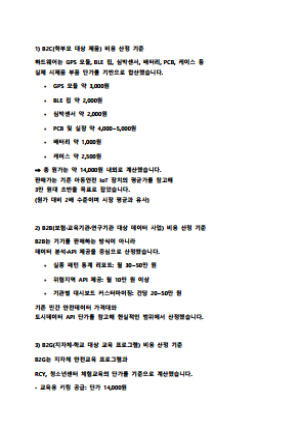 1) B2C(학부모 대상 제품) 비용 산정 기준
하드웨어는 GPS 모듈, BLE 칩, 심박센서, 배터리, PCB, 케이스 등
실제 시제품 부품 단가를 기반으로 합산했습니다.
• GPS 모듈 약 3,000원
• BLE 칩 약 2,000원
• 심박센서 약 2,000원
• PCB 및 실장 약 4,000~5,000원
• 배터리 약 1,000원
• 케이스 약 2,500원
➡ 총 원가는 약 14,000원 내외로 계산했습니다.
판매가는 기존 아동안전 IoT 장치의 평균가를 참고해
3만 원대 초반을 목표로 잡았습니다.
(원가 대비 2배 수준이며 시장 평균과 유사)
2) B2B(보험·교육기관·연구기관 대상 데이터 사업) 비용 산정 기준
B2B는 기기를 판매하는 방식이 아니라
데이터 분석·API 제공을 중심으로 산정했습니다.
• 실종 패턴 통계 리포트: 월 30~50만 원
• 위험지역 API 제공: 월 10만 원 이상
• 기관별 대시보드 커스터마이징: 건당 20~50만 원
기존 민간 안전데이터 가격대와
도시데이터 API 단가를 참고해 현실적인 범위에서 산정했습니다.
3) B2G(지자체·학교 대상 교육 프로그램) 비용 산정 기준
B2G는 지자체 안전교육 프로그램과
RCY, 청소년센터 체험교육의 단가를 기준으로 계산했습니다.
- 교육용 키링 공급: 단가 14,000원